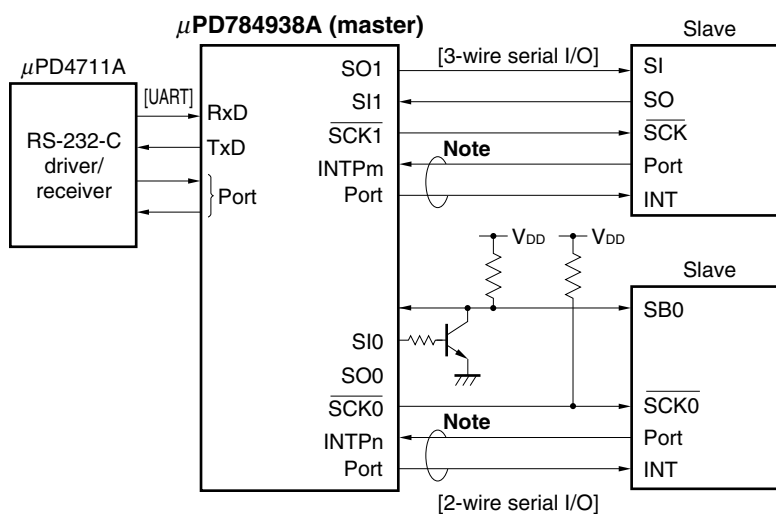 μPD784938A (master)
μPD4711A
[UART]
RS-232-C
driver/
receiver
RxD
TxD
Port
SO1
SI1
SCK1
INTPm
Port
[3-wire serial I/O]
Note
Slave
SI
SO
SCK
Port
INT
VDD
VDD
SI0
SO0
SCK0
INTPn
Port
Note
[2-wire serial I/O]
Slave
SB0
SCK0
Port
INT